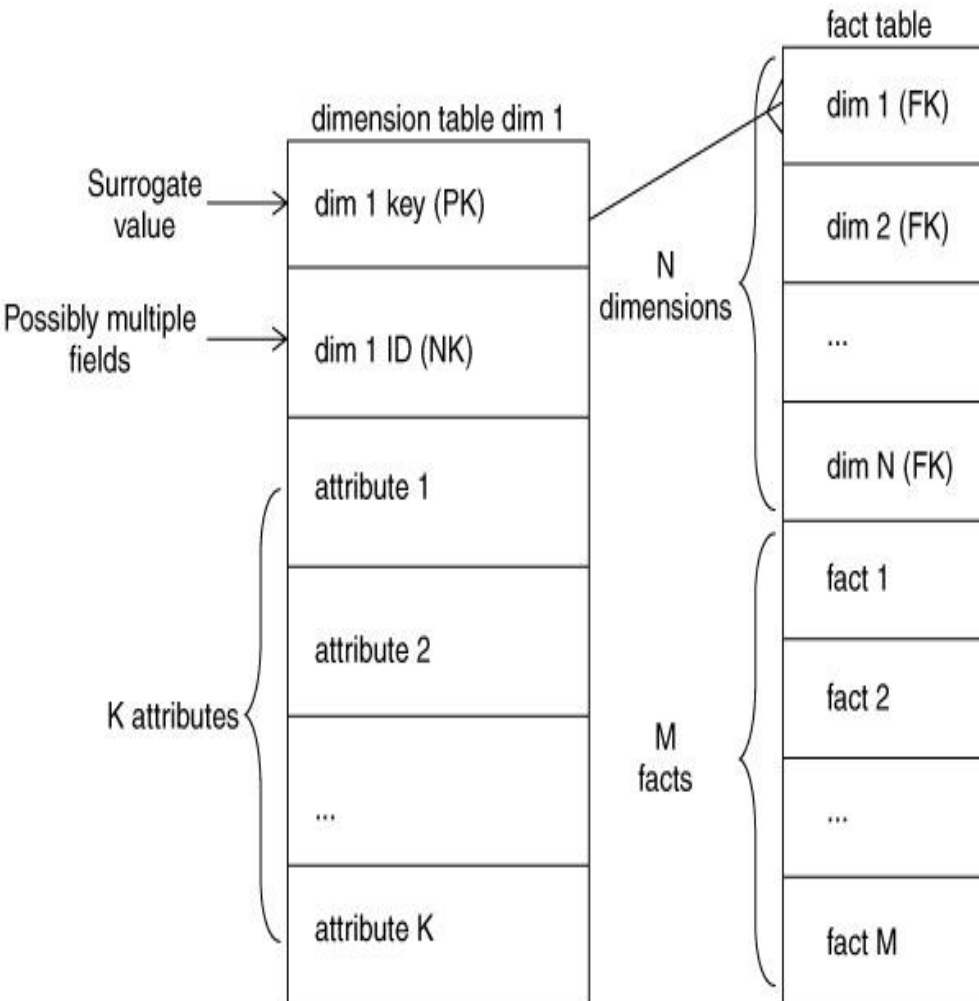 fact table
dimension table dim 1
Surrogate
value
dim 1 key (PK)
Possibly multiple
fields
dim 1 ID (NK)
attribute 1
attribute 2
...
attribute K
K attributes
N
dimensions
dim 1 (FK)
dim 2 (FK)
...
dim N (FK)
M
facts
fact 1
fact 2
...
fact M